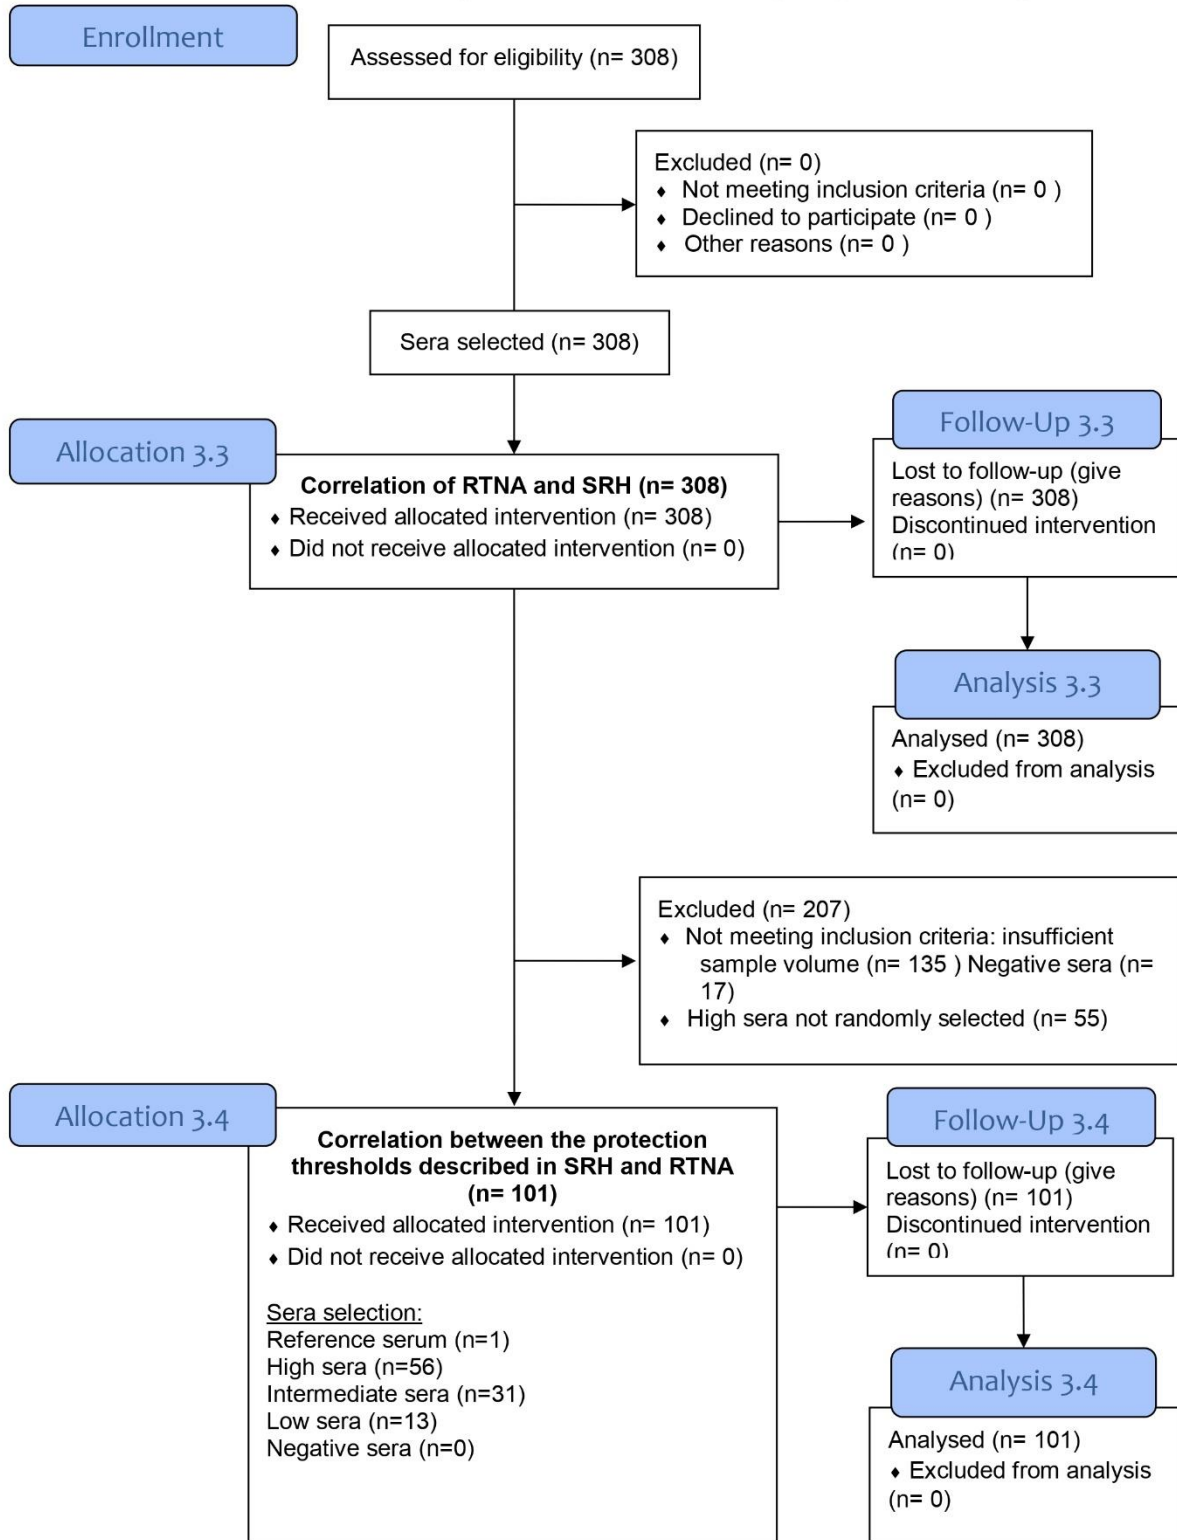 Enrollment
Assessed for eligibility (n= 308)
Excluded (n= 0)
♦ Not meeting inclusion criteria (n= 0 )
♦ Declined to participate (n= 0 )
♦ Other reasons (n= 0 )
Sera selected (n= 308)
Allocation 3.3
Correlation of RTNA and SRH (n= 308)
♦ Received allocated intervention (n= 308)
♦ Did not receive allocated intervention (n= 0)
Follow-Up 3.3
Lost to follow-up (give
reasons) (n= 308)
Discontinued intervention
(n= 0)
Analysis 3.3
Analysed (n= 308)
♦ Excluded from analysis
(n= 0)
Excluded (n= 207)
♦ Not meeting inclusion criteria: insufficient
sample volume (n= 135 ) Negative sera (n=
17)
♦ High sera not randomly selected (n= 55)
Allocation 3.4
Correlation between the protection
thresholds described in SRH and RTNA
(n= 101)
♦ Received allocated intervention (n= 101)
♦ Did not receive allocated intervention (n= 0)
Sera selection:
Reference serum (n=1)
High sera (n=56)
Intermediate sera (n=31)
Low sera (n=13)
Negative sera (n=0)
Follow-Up 3.4
Lost to follow-up (give
reasons) (n= 101)
Discontinued intervention
(n= 0)
Analysis 3.4
Analysed (n= 101)
♦ Excluded from analysis
(n= 0)